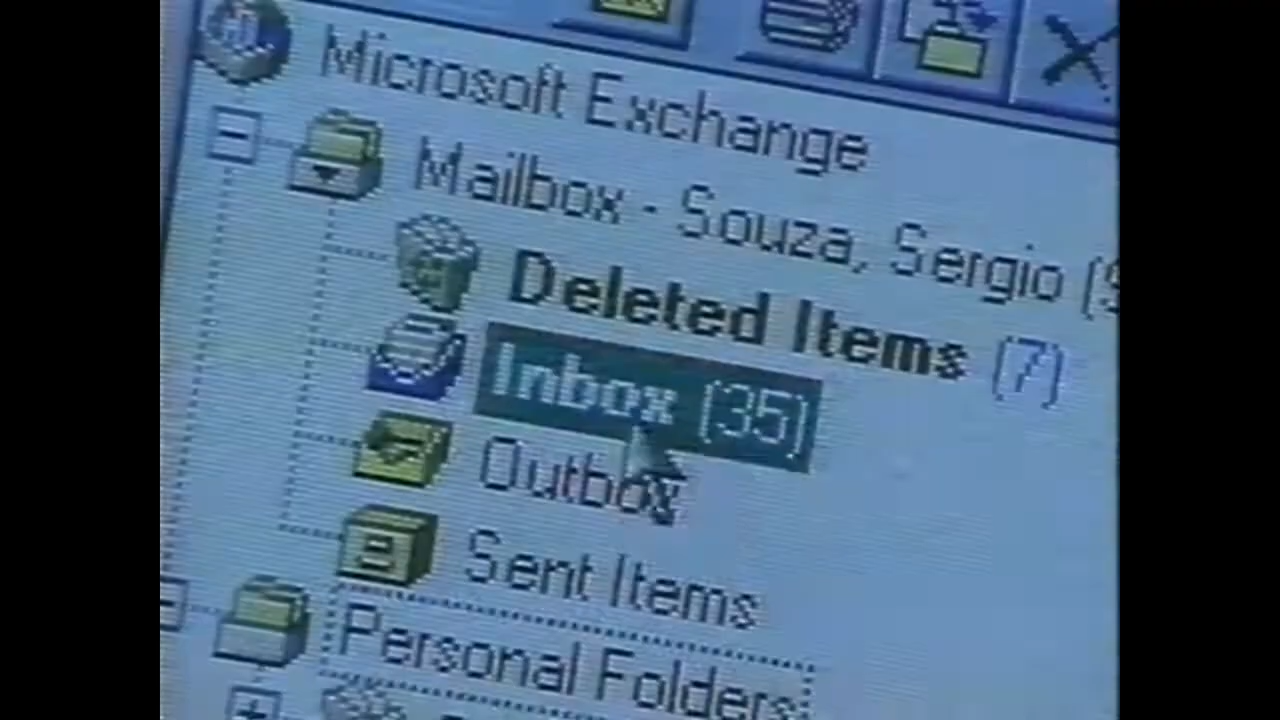 Microsoft Exchange
Mailbox - Souza, Sergio (S
Deleted Items (7)
Inbox (35)
Outbox
Sent Items
Personal Folders